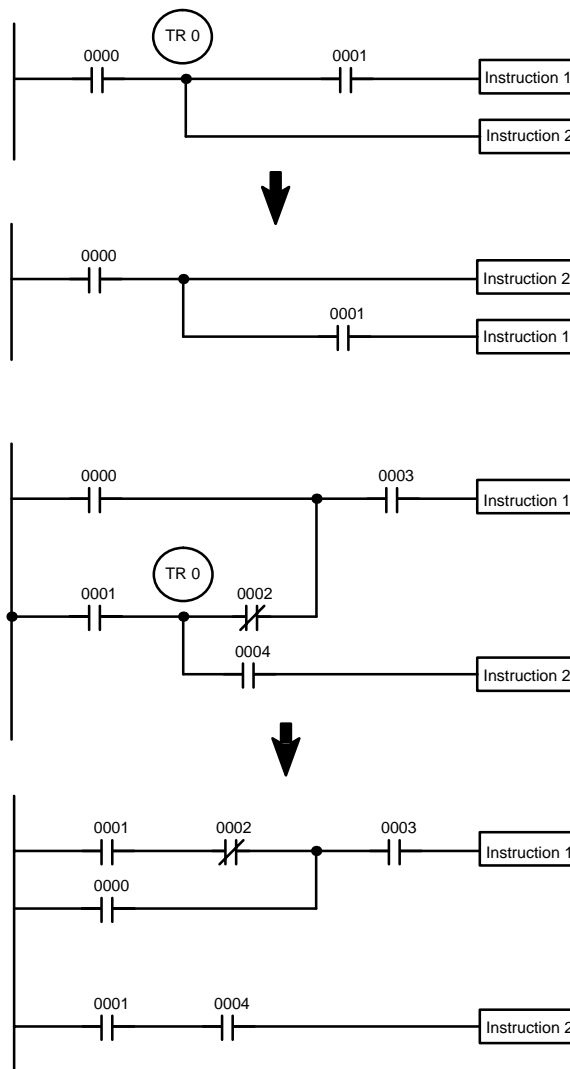 TR 0
0000 0001
Instruction 1
Instruction 2
0000
Instruction 2
0001
Instruction 1
0000 0003
Instruction 1
TR 0
0001 0002
0004
Instruction 2
0001 0002 0003
Instruction 1
0000
0001 0004
Instruction 2